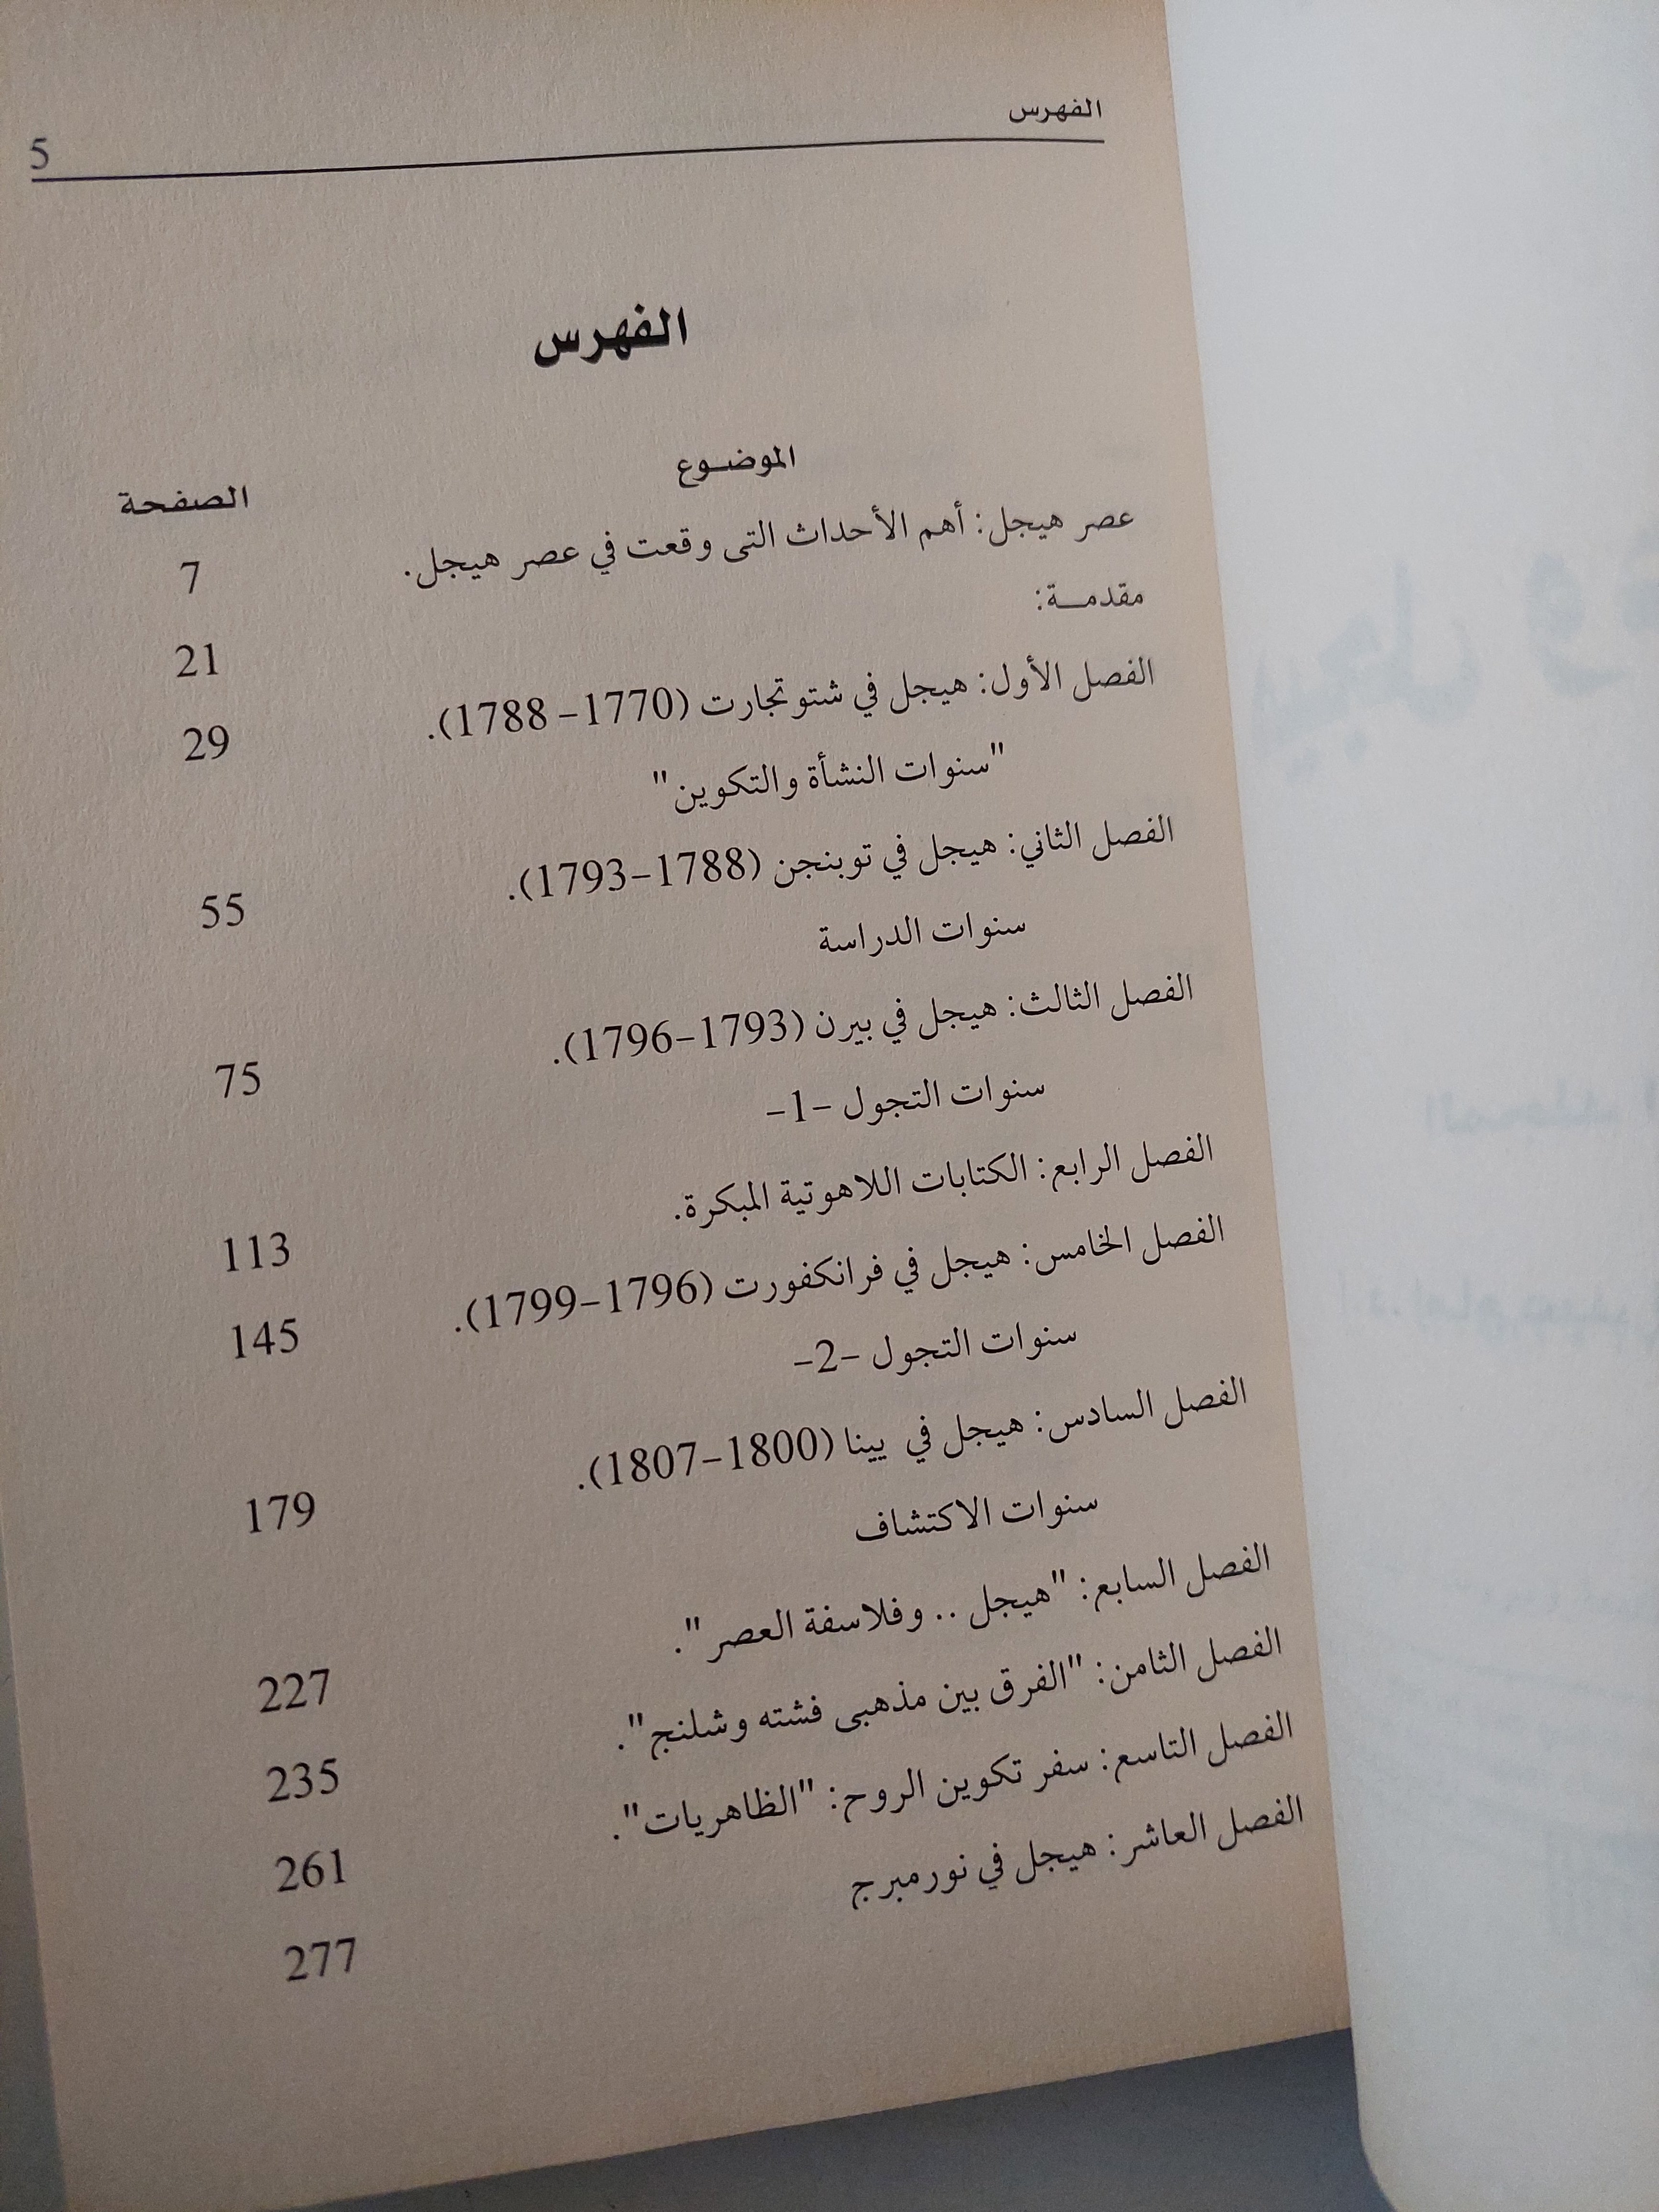 الفهرس
5
الفهرس
الموضوع الصفحة
عصر هيجل: أهم الأحداث التى وقعت في عصر هيجل. 7
مقدمة: 21
الفصل الأول: هيجل في شتوتجارت (1770- 1788). 29
"سنوات النشأة والتكوين"
الفصل الثاني: هيجل في توبنجن (1788-1793). 55
سنوات الدراسة
الفصل الثالث: هيجل في بيرن (1793-1796). 75
سنوات التجول -1-
الفصل الرابع: الكتابات اللاهوتية المبكرة. 113
الفصل الخامس: هيجل في فرانكفورت (1796-1799). 145
سنوات التجول -2-
الفصل السادس: هيجل في يينا (1800-1807). 179
سنوات الاكتشاف
الفصل السابع: "هيجل .. وفلاسفة العصر". 227
الفصل الثامن: "الفرق بين مذهبى فشته وشلنج". 235
الفصل التاسع: سفر تكوين الروح: "الظاهريات". 261
الفصل العاشر: هيجل في نورمبرج 277